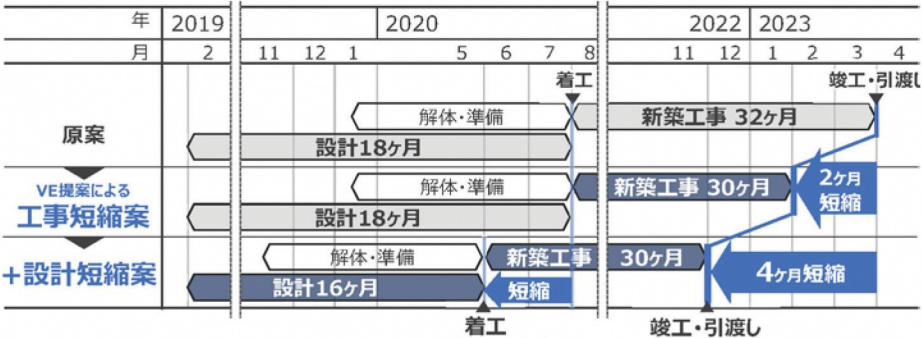 年 2019 2020 2022 2023
月 2 11 12 1 5 6 7 8 11 12 1 2 3 4
着工 竣工・引渡し
原案 解体・準備 新築工事 32ヶ月
設計18ヶ月
VE提案による
工事短縮案 解体・準備 新築工事 30ヶ月 2ヶ月
短縮
設計18ヶ月
+設計短縮案 解体・準備 新築工事 30ヶ月 4ヶ月短縮
設計16ヶ月 短縮
着工 竣工・引渡し